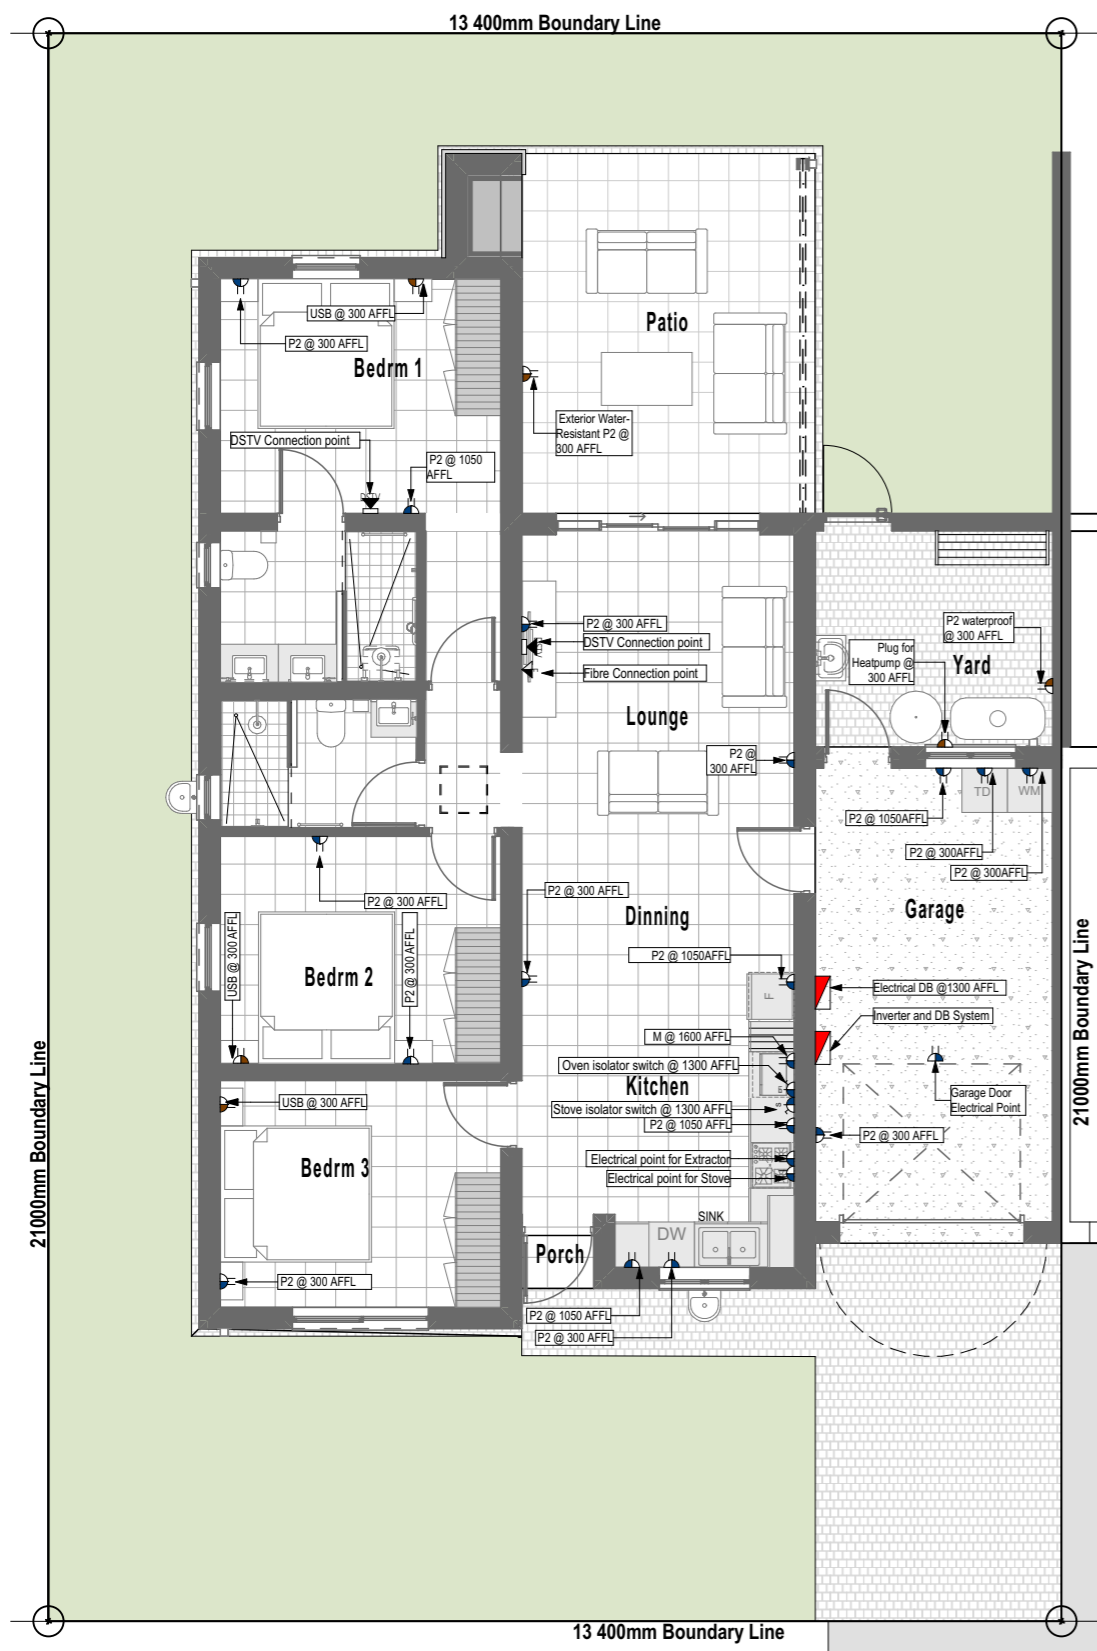 13 400mm Boundary Line
USB @ 300 AFFL
P2 @ 300 AFFL
Bedrm 1
Patio
Exterior Water-
Resistant P2 @
300 AFFL
DSTV Connection point
P2 @ 1050
AFFL
DSTV
P2 @ 300 AFFL
DSTV Connection point
Fibre Connection point
Lounge
P2 @
300 AFFL
P2 waterproof
@ 300 AFFL
Plug for
Heatpump @
300 AFFL
Yard
TD
WM
P2 @ 1050AFFL
P2 @ 300AFFL
P2 @ 300AFFL
Garage
P2 @ 300 AFFL
USB @ 300 AFFL
P2 @ 300 AFFL
Bedrm 2
P2 @ 300 AFFL
Dinning
P2 @ 1050AFFL
F
Electrical DB @1300 AFFL
Inverter and DB System
M @ 1600 AFFL
Oven isolator switch @ 1300 AFFL
Kitchen
Stove isolator switch @ 1300 AFFL
P2 @ 1050 AFFL
S
Garage Door
Electrical Point
P2 @ 300 AFFL
Electrical point for Extractor
Electrical point for Stove
USB @ 300 AFFL
Bedrm 3
P2 @ 300 AFFL
SINK
DW
Porch
P2 @ 1050 AFFL
P2 @ 300 AFFL
21000mm Boundary Line
21000mm Boundary Line
13 400mm Boundary Line